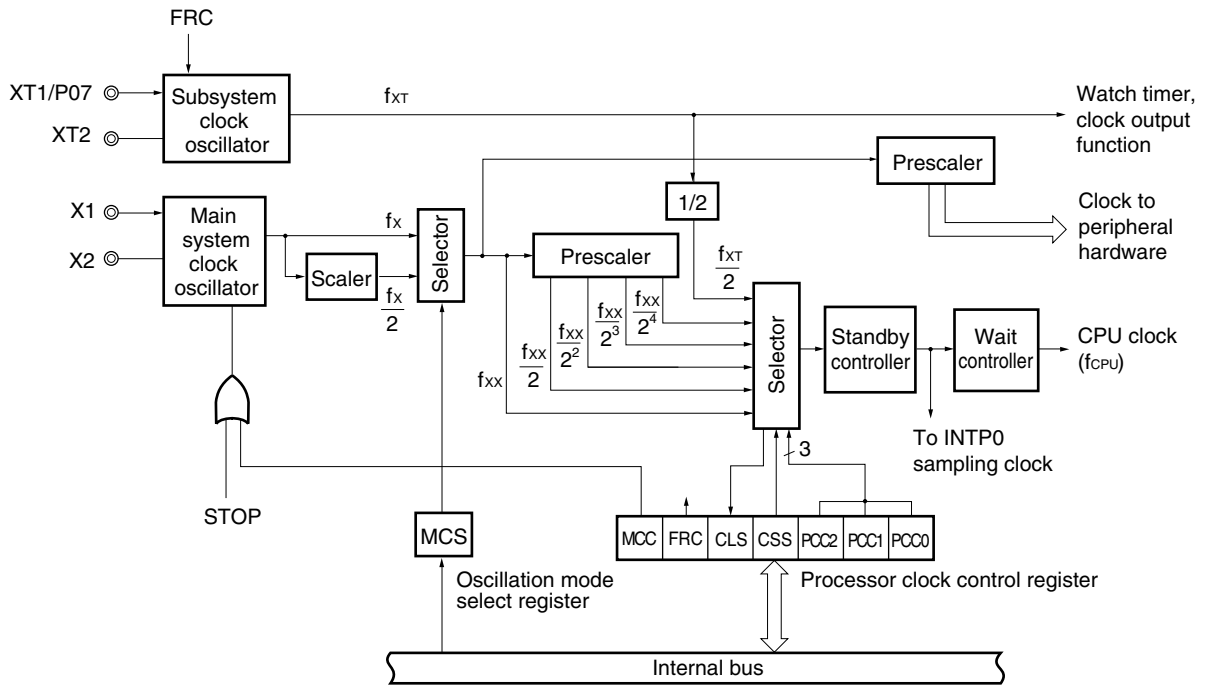 FRC
XT1/P07
XT2
Subsystem
clock
oscillator
fXT
Watch timer,
clock output
function
Prescaler
1/2
Clock to
peripheral
hardware
X1
X2
Main
system
clock
oscillator
fX
Scaler
fX
2
Selector
Prescaler
fXT
2
fXX
fXX
2
fXX
2²
fXX
2³
fXX
2⁴
Selector
Standby
controller
Wait
controller
CPU clock
(fCPU)
To INTP0
sampling clock
3
STOP
MCS
MCC
FRC
CLS
CSS
PCC2
PCC1
PCC0
Oscillation mode
select register
Processor clock control register
Internal bus